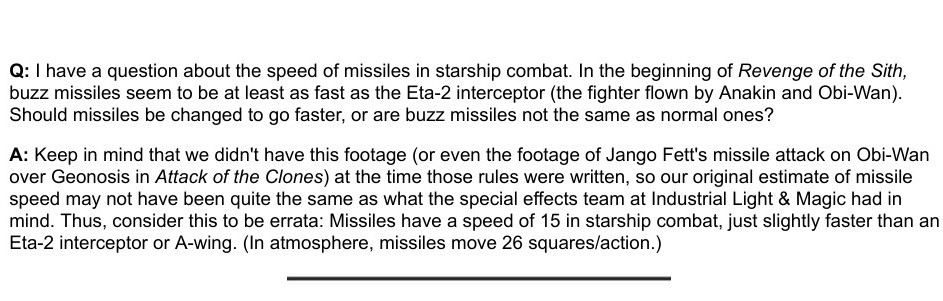 Q: I have a question about the speed of missiles in starship combat. In the beginning of Revenge of the Sith,
buzz missiles seem to be at least as fast as the Eta-2 interceptor (the fighter flown by Anakin and Obi-Wan).
Should missiles be changed to go faster, or are buzz missiles not the same as normal ones?
A: Keep in mind that we didn't have this footage (or even the footage of Jango Fett's missile attack on Obi-Wan
over Geonosis in Attack of the Clones) at the time those rules were written, so our original estimate of missile
speed may not have been quite the same as what the special effects team at Industrial Light & Magic had in
mind. Thus, consider this to be errata: Missiles have a speed of 15 in starship combat, just slightly faster than an
Eta-2 interceptor or A-wing. (In atmosphere, missiles move 26 squares/action.)